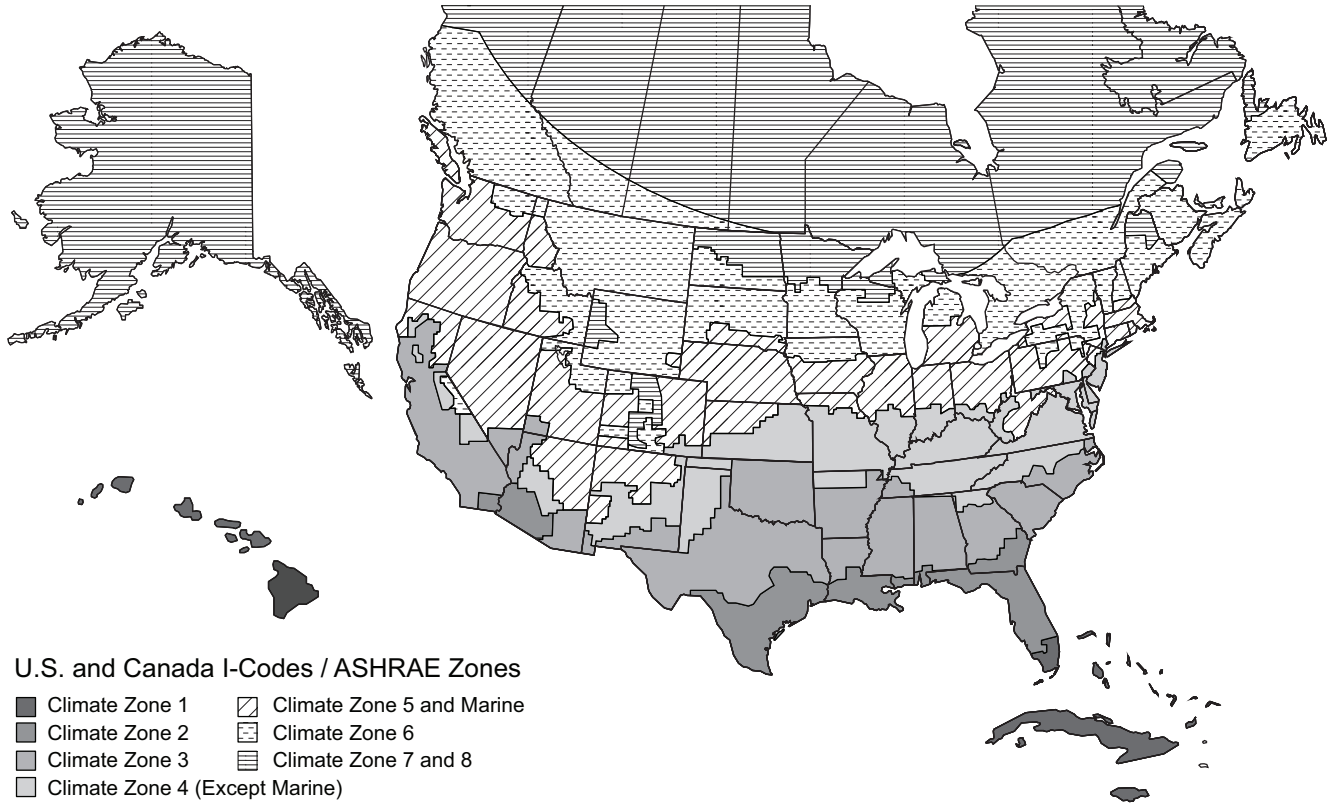 U.S. and Canada I-Codes / ASHRAE Zones
Climate Zone 1
Climate Zone 2
Climate Zone 3
Climate Zone 4 (Except Marine)
Climate Zone 5 and Marine
Climate Zone 6
Climate Zone 7 and 8